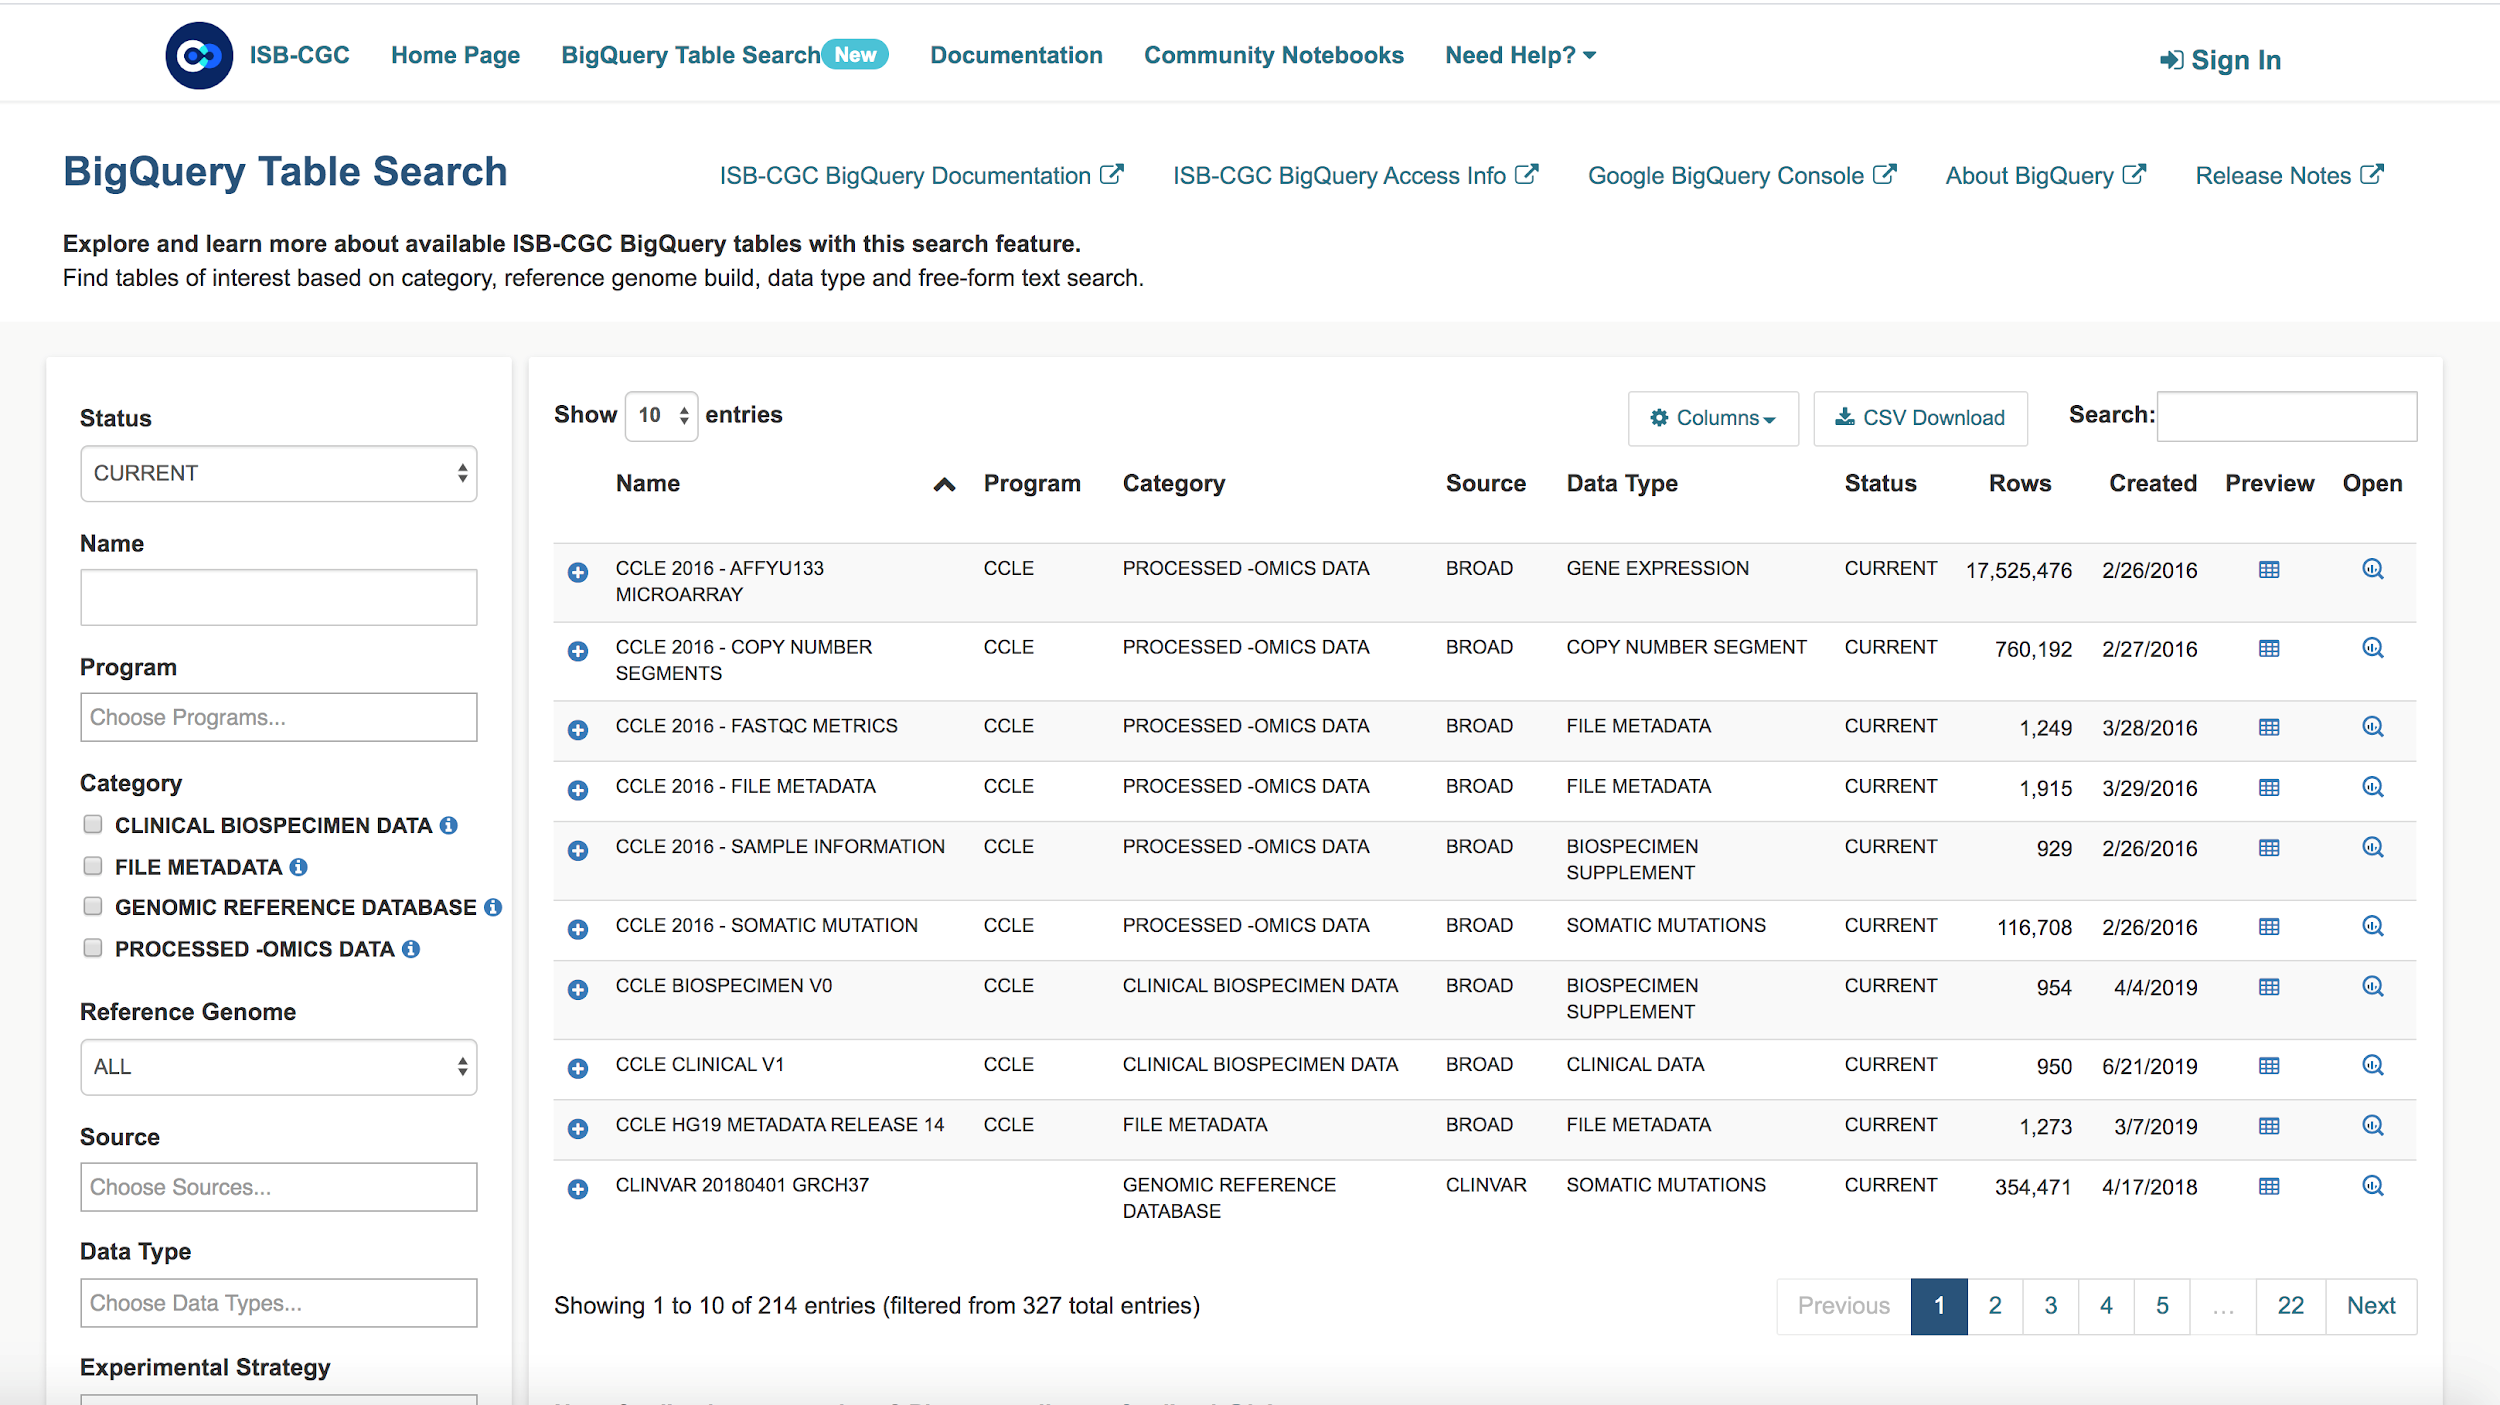 ISB-CGC Home Page BigQuery Table Search New Documentation Community Notebooks Need Help? Sign In
BigQuery Table Search
ISB-CGC BigQuery Documentation ISB-CGC BigQuery Access Info Google BigQuery Console About BigQuery Release Notes
Explore and learn more about available ISB-CGC BigQuery tables with this search feature.
Find tables of interest based on category, reference genome build, data type and free-form text search.
Status
CURRENT
Name
Program
Choose Programs...
Category
CLINICAL BIOSPECIMEN DATA
FILE METADATA
GENOMIC REFERENCE DATABASE
PROCESSED -OMICS DATA
Reference Genome
ALL
Source
Choose Sources...
Data Type
Choose Data Types...
Experimental Strategy
Show 10 entries
Columns CSV Download Search:
Name Program Category Source Data Type Status Rows Created Preview Open
CCLE 2016 - AFFYU133 CCLE PROCESSED -OMICS DATA BROAD GENE EXPRESSION CURRENT 17,525,476 2/26/2016
MICROARRAY
CCLE 2016 - COPY NUMBER CCLE PROCESSED -OMICS DATA BROAD COPY NUMBER SEGMENT CURRENT 760,192 2/27/2016
SEGMENTS
CCLE 2016 - FASTQC METRICS CCLE PROCESSED -OMICS DATA BROAD FILE METADATA CURRENT 1,249 3/28/2016
CCLE 2016 - FILE METADATA CCLE PROCESSED -OMICS DATA BROAD FILE METADATA CURRENT 1,915 3/29/2016
CCLE 2016 - SAMPLE INFORMATION CCLE PROCESSED -OMICS DATA BROAD BIOSPECIMEN CURRENT 929 2/26/2016
SUPPLEMENT
CCLE 2016 - SOMATIC MUTATION CCLE PROCESSED -OMICS DATA BROAD SOMATIC MUTATIONS CURRENT 116,708 2/26/2016
CCLE BIOSPECIMEN V0 CCLE CLINICAL BIOSPECIMEN DATA BROAD BIOSPECIMEN CURRENT 954 4/4/2019
SUPPLEMENT
CCLE CLINICAL V1 CCLE CLINICAL BIOSPECIMEN DATA BROAD CLINICAL DATA CURRENT 950 6/21/2019
CCLE HG19 METADATA RELEASE 14 CCLE FILE METADATA BROAD FILE METADATA CURRENT 1,273 3/7/2019
CLINVAR 20180401 GRCH37 GENOMIC REFERENCE CLINVAR SOMATIC MUTATIONS CURRENT 354,471 4/17/2018
DATABASE
Showing 1 to 10 of 214 entries (filtered from 327 total entries)
Previous 1 2 3 4 5 ... 22 Next